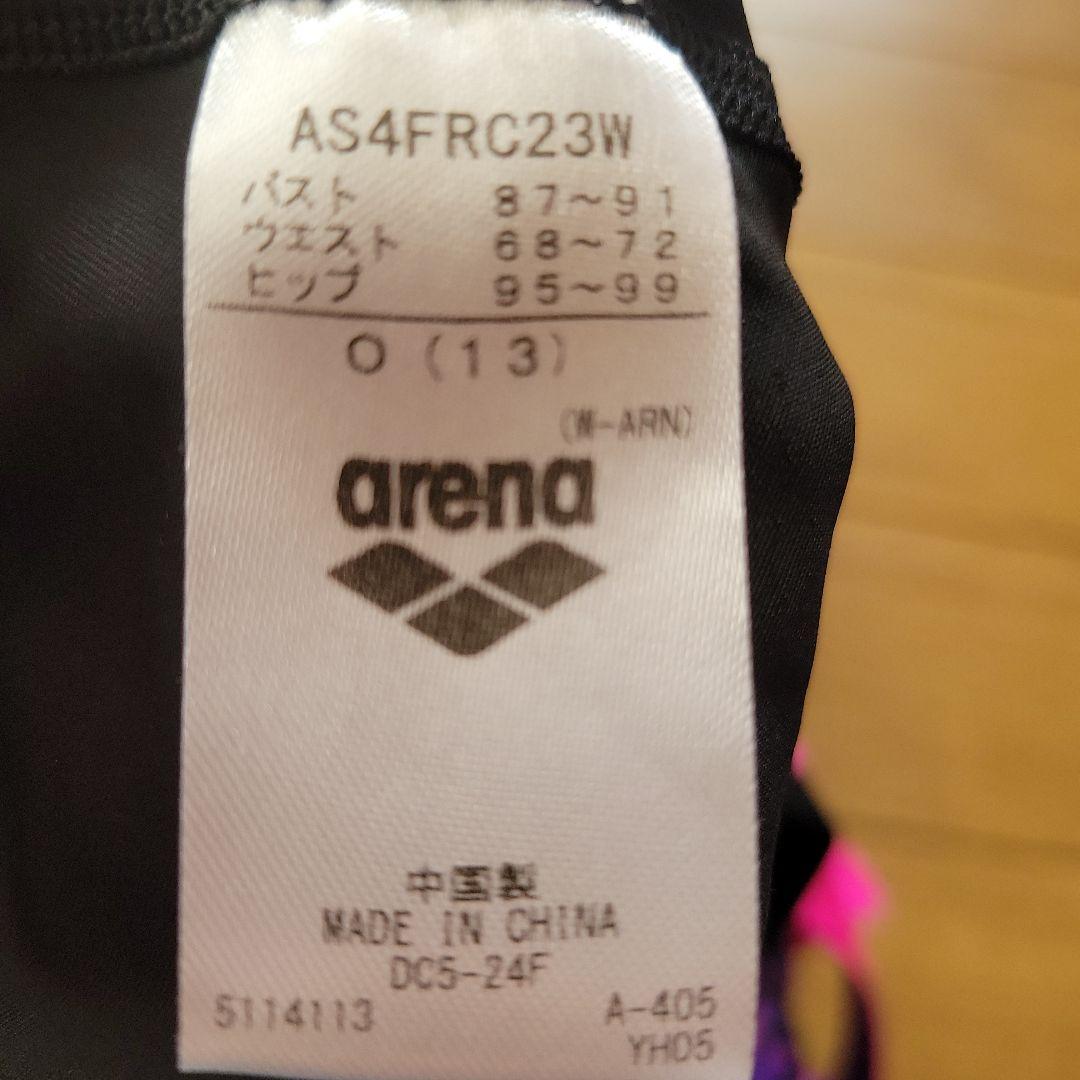 AS4FRC23W
バスト 87～91
ウエスト 68～72
ヒップ 95～99
O (13)
(W-ARN)
arena
中国製
MADE IN CHINA
DC5-24F
5114113 A-405
YH05